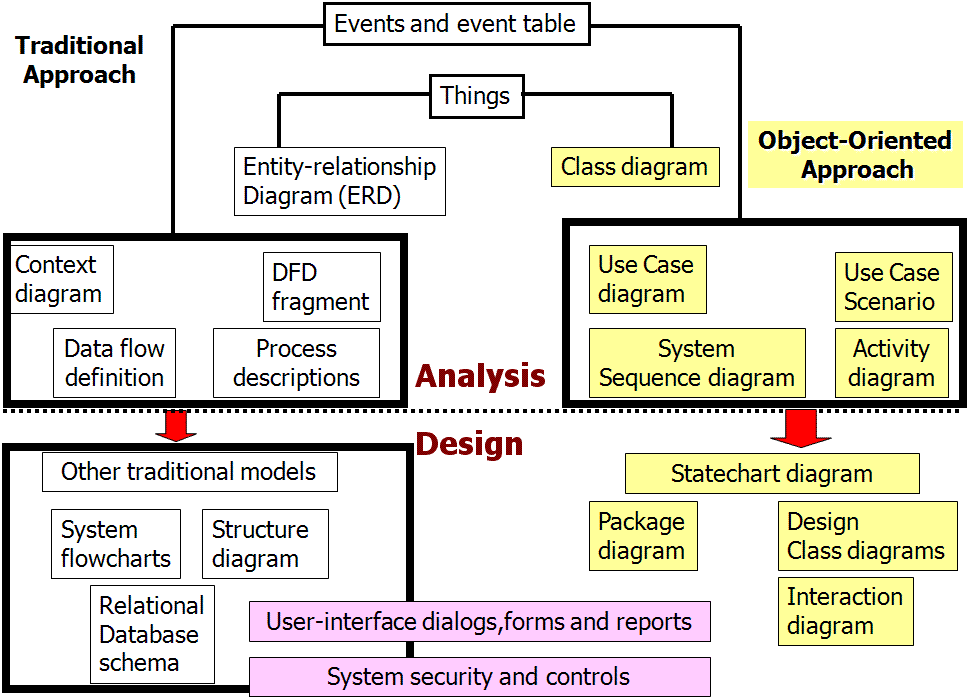 Events and event table
Traditional
Approach
Things
Object-Oriented
Approach
Entity-relationship
Diagram (ERD)
Class diagram
Context
diagram
DFD
fragment
Data flow
definition
Process
descriptions
Use Case
diagram
Use Case
Scenario
System
Sequence diagram
Activity
diagram
Analysis
Design
Other traditional models
System
flowcharts
Structure
diagram
Relational
Database
schema
Statechart diagram
Package
diagram
Design
Class diagrams
Interaction
diagram
User-interface dialogs,forms and reports
System security and controls